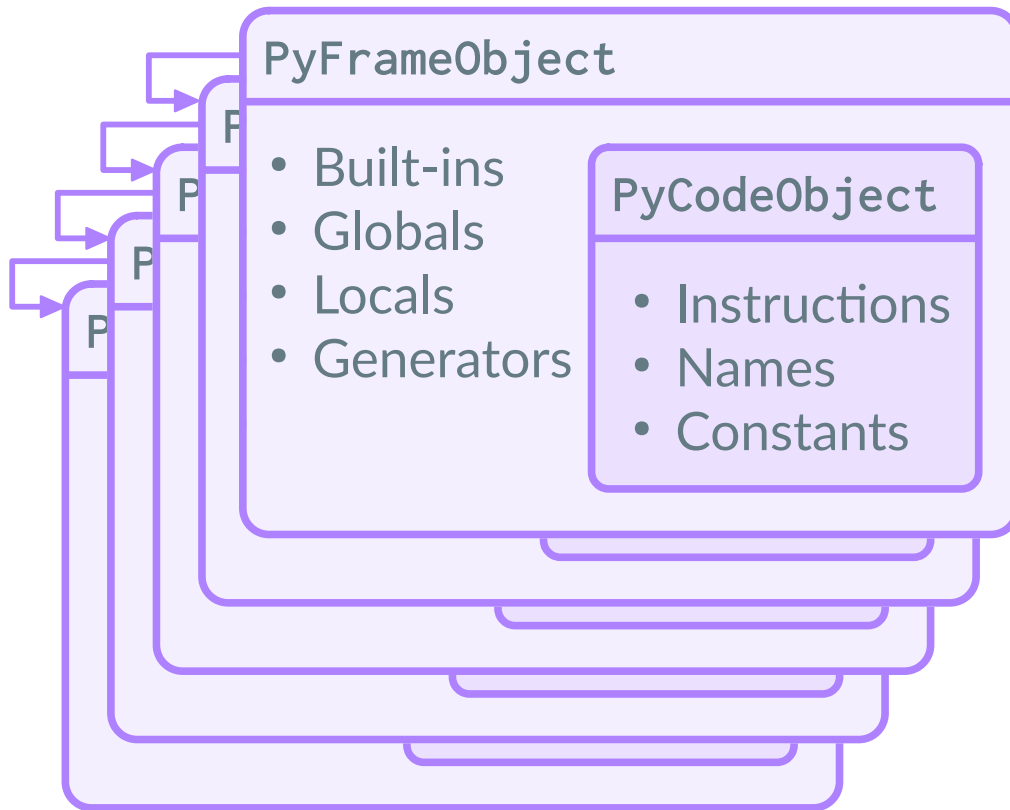 PyFrameObject
• Built-ins
• Globals
• Locals
• Generators
PyCodeObject
• Instructions
• Names
• Constants
P
P
P